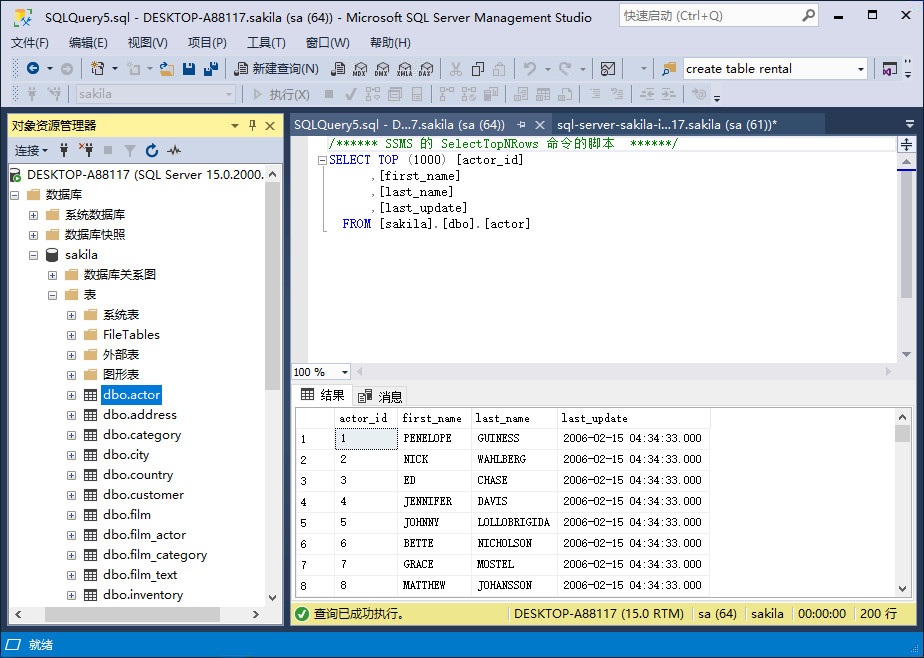 SQLQuery5.sql - DESKTOP-A88117.sakila (sa (64)) - Microsoft SQL Server Management Studio
快速启动 (Ctrl+Q)
文件(F) 编辑(E) 视图(V) 项目(P) 工具(T) 窗口(W) 帮助(H)
新建查询(N) MDX DMX XMLA DAX create table rental
sakila 执行(X)
对象资源管理器
连接
DESKTOP-A88117 (SQL Server 15.0.2000.
数据库
系统数据库
数据库快照
sakila
数据库关系图
表
系统表
FileTables
外部表
图形表
dbo.actor
dbo.address
dbo.category
dbo.city
dbo.country
dbo.customer
dbo.film
dbo.film_actor
dbo.film_category
dbo.film_text
dbo.inventory
SQLQuery5.sql - D...7.sakila (sa (64)) sql-server-sakila-i...17.sakila (sa (61))*
/****** SSMS 的 SelectTopNRows 命令的脚本 ******/
SELECT TOP (1000) [actor_id]
,[first_name]
,[last_name]
,[last_update]
FROM [sakila].[dbo].[actor]
100 %
结果 消息
actor_id first_name last_name last_update
1 1 PENELOPE GUINESS 2006-02-15 04:34:33.000
2 2 NICK WAHLBERG 2006-02-15 04:34:33.000
3 3 ED CHASE 2006-02-15 04:34:33.000
4 4 JENNIFER DAVIS 2006-02-15 04:34:33.000
5 5 JOHNNY LOLLOBRIGIDA 2006-02-15 04:34:33.000
6 6 BETTE NICHOLSON 2006-02-15 04:34:33.000
7 7 GRACE MOSTEL 2006-02-15 04:34:33.000
8 8 MATTHEW JOHANSSON 2006-02-15 04:34:33.000
查询已成功执行。 DESKTOP-A88117 (15.0 RTM) sa (64) sakila 00:00:00 200 行
就绪